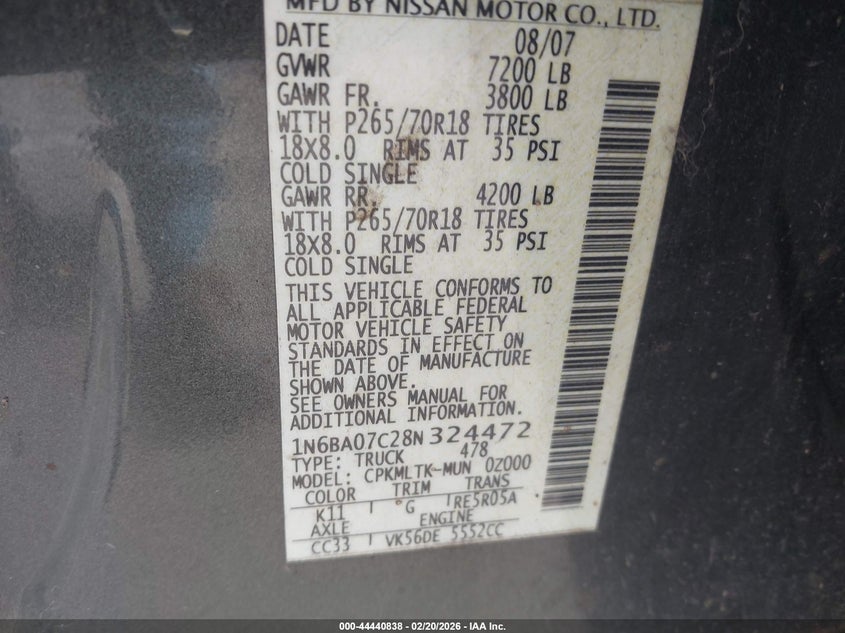 MFD BY NISSAN MOTOR CO., LTD.
DATE 08/07
GVWR 7200 LB
GAWR FR. 3800 LB
WITH P265/70R18 TIRES
18X8.0 RIMS AT 35 PSI
COLD SINGLE
GAWR RR. 4200 LB
WITH P265/70R18 TIRES
18X8.0 RIMS AT 35 PSI
COLD SINGLE
THIS VEHICLE CONFORMS TO
ALL APPLICABLE FEDERAL
MOTOR VEHICLE SAFETY
STANDARDS IN EFFECT ON
THE DATE OF MANUFACTURE
SHOWN ABOVE.
SEE OWNERS MANUAL FOR
ADDITIONAL INFORMATION.
1N6BA07C28N324472
TYPE: TRUCK 478
MODEL: CPKMLTK-MUN 0Z000
COLOR TRIM TRANS
K11 G RE5R05A
AXLE ENGINE
CC33 VK56DE 5552CC
000-44440838 - 02/20/2026 - IAA Inc.